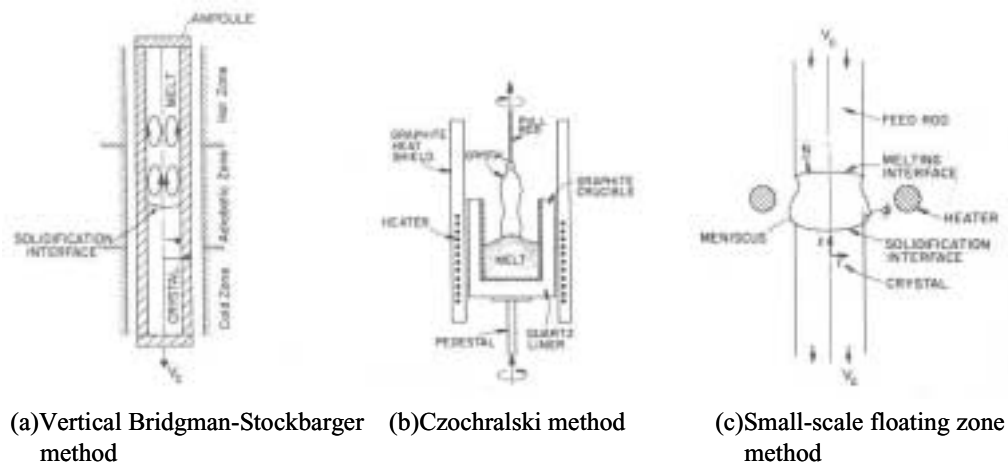 AMPOULE
MELT
Hot Zone
Adiabatic Zone
SOLIDIFICATION
INTERFACE
CRYSTAL
Cold Zone
PULL
ROD
GRAPHITE
HEAT
SHIELD
CRYSTAL
GRAPHITE
CRUCIBLE
HEATER
MELT
PEDESTAL
QUARTZ
LINER
FEED ROD
N
MELTING
INTERFACE
HEATER
MENISCUS
SOLIDIFICATION
INTERFACE
CRYSTAL
(a)Vertical Bridgman-Stockbarger
method
(b)Czochralski method
(c)Small-scale floating zone
method